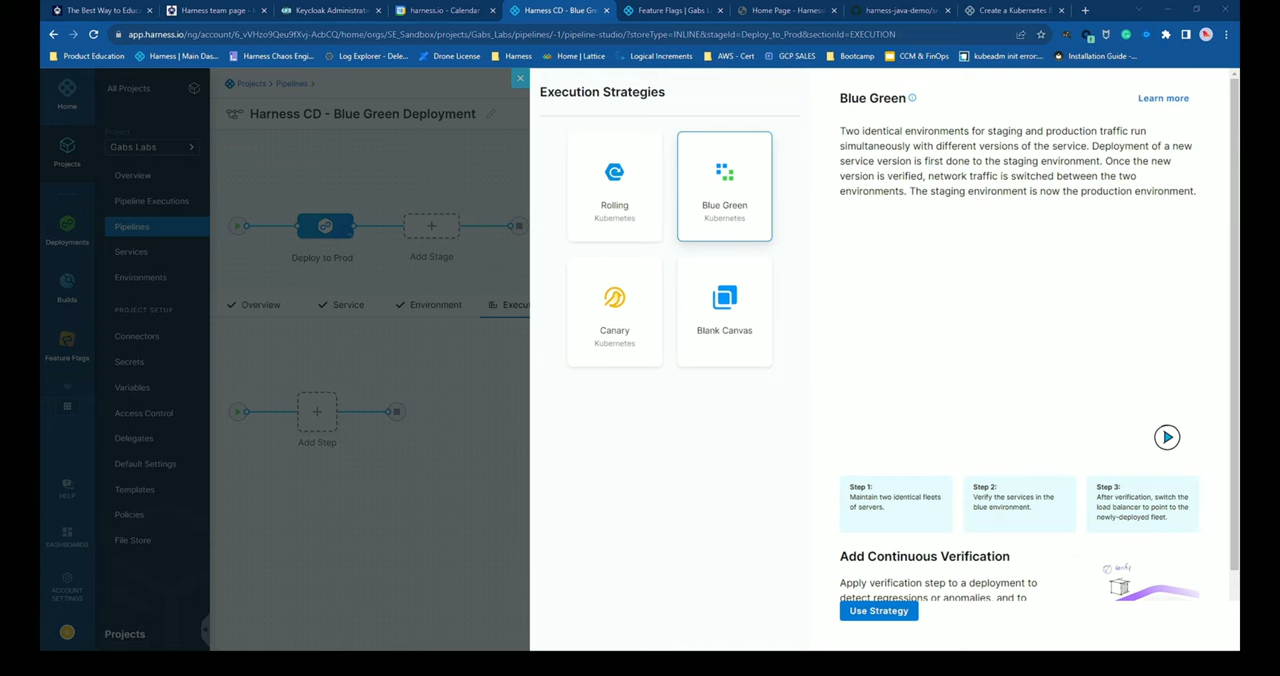 The Best Way to Educ
Harness team page -
Keycloak Administrati
harness.io - Calendar
Harness CD - Blue Gre
Feature Flags | Gabs L
Home Page - Harness
harness-java-demo/
Create a Kubernetes
app.harness.io/ng/account/6_vVHzo9Qeu9fXvj-AcbCQ/home/orgs/SE_Sandbox/projects/Gabs_Labs/pipelines/-1/pipeline-studio/?storeType=INLINE&stageId=Deploy_to_Prod&sectionId=EXECUTION
Product Education
Harness | Main Das...
Harness Chaos Engi...
Log Explorer - Dele...
Drone License
Harness
Home | Lattice
Logical Increments
AWS - Cert
GCP SALES
Bootcamp
CCM & FinOps
kubeadm init error:...
Installation Guide -...
Home
Projects
Deployments
Builds
Feature Flags
HELP
DASHBOARDS
ACCOUNT
SETTINGS
All Projects
Project
Gabs Labs
Overview
Pipeline Executions
Pipelines
Services
Environments
PROJECT SETUP
Connectors
Secrets
Variables
Access Control
Delegates
Default Settings
Templates
Policies
File Store
Projects
Projects > Pipelines >
Harness CD - Blue Green Deployment
Deploy to Prod
Add Stage
Overview
Service
Environment
Execu
Add Step
Execution Strategies
Rolling
Kubernetes
Blue Green
Kubernetes
Canary
Kubernetes
Blank Canvas
Blue Green
Learn more
Two identical environments for staging and production traffic run
simultaneously with different versions of the service. Deployment of a new
service version is first done to the staging environment. Once the new
version is verified, network traffic is switched between the two
environments. The staging environment is now the production environment.
Step 1:
Maintain two identical fleets
of servers.
Step 2:
Verify the services in the
blue environment.
Step 3:
After verification, switch the
load balancer to point to the
newly-deployed fleet.
Add Continuous Verification
Apply verification step to a deployment to
detect regressions or anomalies, and to
Use Strategy